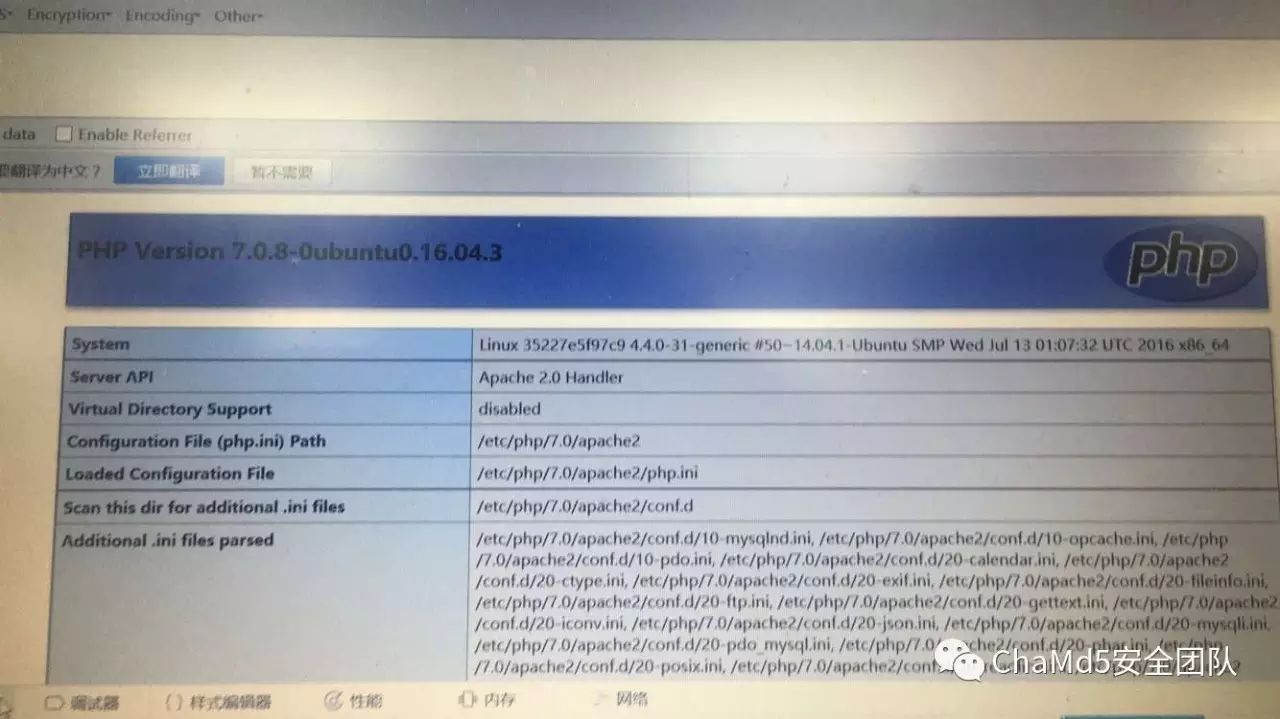 Encryption Encoding Other
data Enable Referrer
翻译为中文？ 立即翻译 暂不需要
PHP Version 7.0.8-0ubuntu0.16.04.3
php
System Linux 35227e5f97c9 4.4.0-31-generic #50~14.04.1-Ubuntu SMP Wed Jul 13 01:07:32 UTC 2016 x86_64
Server API Apache 2.0 Handler
Virtual Directory Support disabled
Configuration File (php.ini) Path /etc/php/7.0/apache2
Loaded Configuration File /etc/php/7.0/apache2/php.ini
Scan this dir for additional .ini files /etc/php/7.0/apache2/conf.d
Additional .ini files parsed /etc/php/7.0/apache2/conf.d/10-mysqlnd.ini, /etc/php/7.0/apache2/conf.d/10-opcache.ini, /etc/php
/7.0/apache2/conf.d/10-pdo.ini, /etc/php/7.0/apache2/conf.d/20-calendar.ini, /etc/php/7.0/apache2
/conf.d/20-ctype.ini, /etc/php/7.0/apache2/conf.d/20-exif.ini, /etc/php/7.0/apache2/conf.d/20-fileinfo.ini,
/etc/php/7.0/apache2/conf.d/20-ftp.ini, /etc/php/7.0/apache2/conf.d/20-gettext.ini, /etc/php/7.0/apache2
/conf.d/20-iconv.ini, /etc/php/7.0/apache2/conf.d/20-json.ini, /etc/php/7.0/apache2/conf.d/20-mysqli.ini,
/etc/php/7.0/apache2/conf.d/20-pdo_mysql.ini, /etc/php/7.0/apache2/conf.d/20-phar.ini, /etc/php
/7.0/apache2/conf.d/20-posix.ini, /etc/php/7.0/apache2/conf
ChaMd5安全团队
调试器 {} 样式编辑器 性能 内存 网络